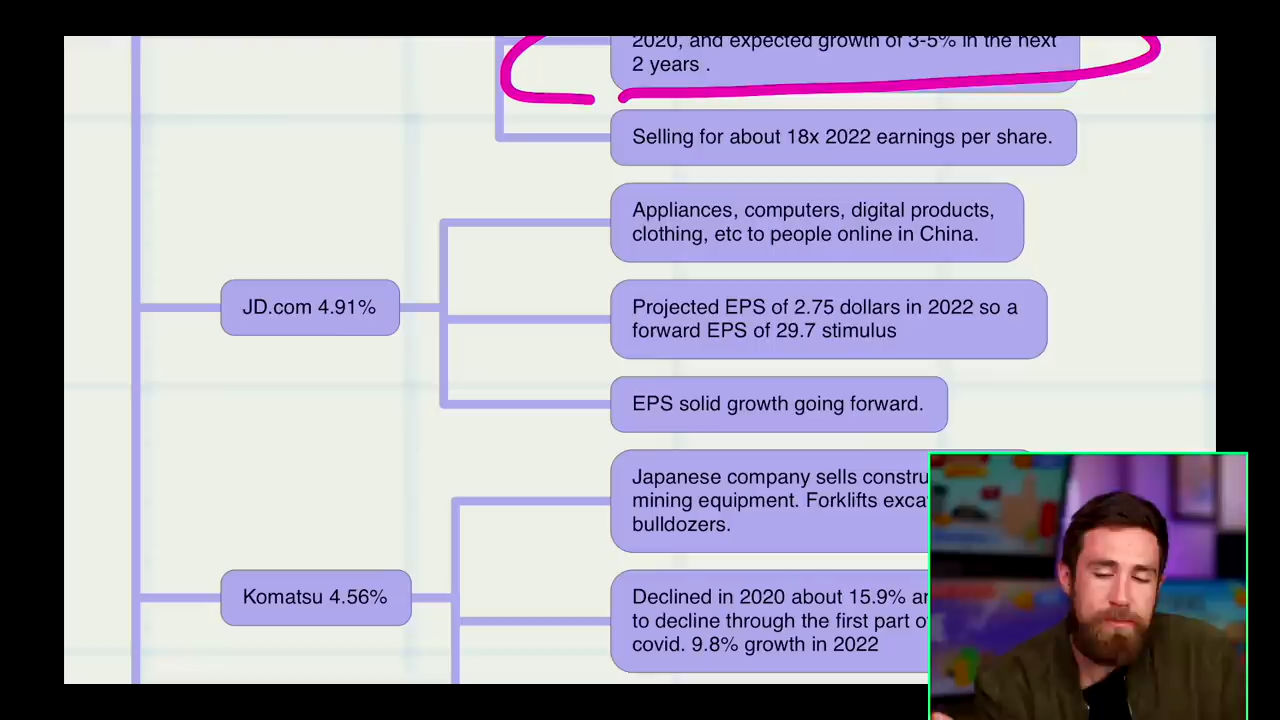 2020, and expected growth of 3-5% in the next
2 years .
Selling for about 18x 2022 earnings per share.
Appliances, computers, digital products,
clothing, etc to people online in China.
JD.com 4.91%
Projected EPS of 2.75 dollars in 2022 so a
forward EPS of 29.7 stimulus
EPS solid growth going forward.
Japanese company sells
mining equipment. Forklifts
bulldozers.
Komatsu 4.56%
Declined in 2020 about 15.9%
to decline through the first part
covid. 9.8% growth in 2022